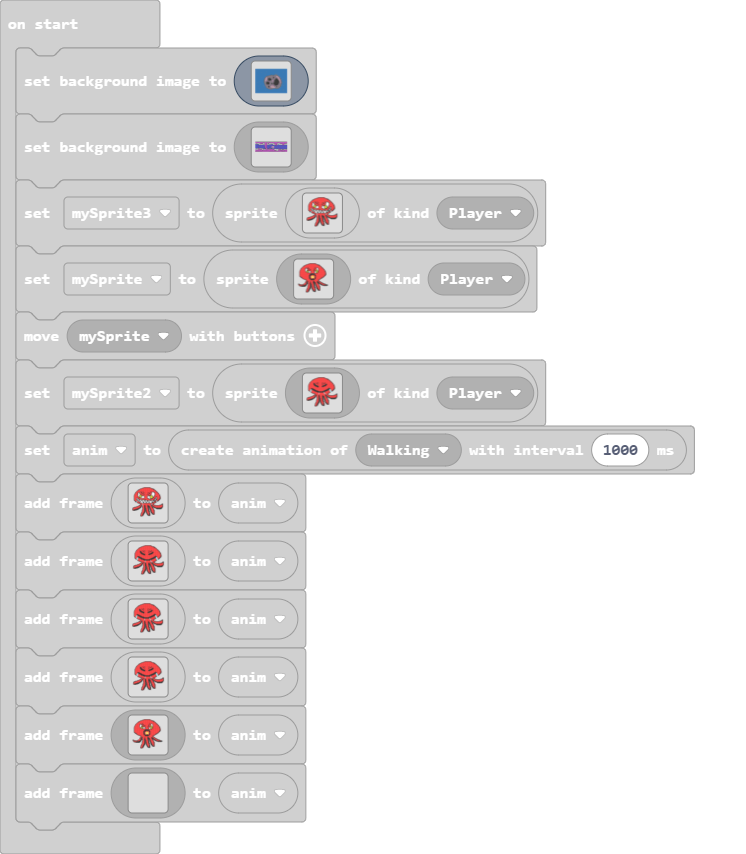 on start
set background image to
set background image to
set mySprite3 to sprite of kind Player
set mySprite to sprite of kind Player
move mySprite with buttons
set mySprite2 to sprite of kind Player
set anim to create animation of Walking with interval 1000 ms
add frame to anim
add frame to anim
add frame to anim
add frame to anim
add frame to anim
add frame to anim